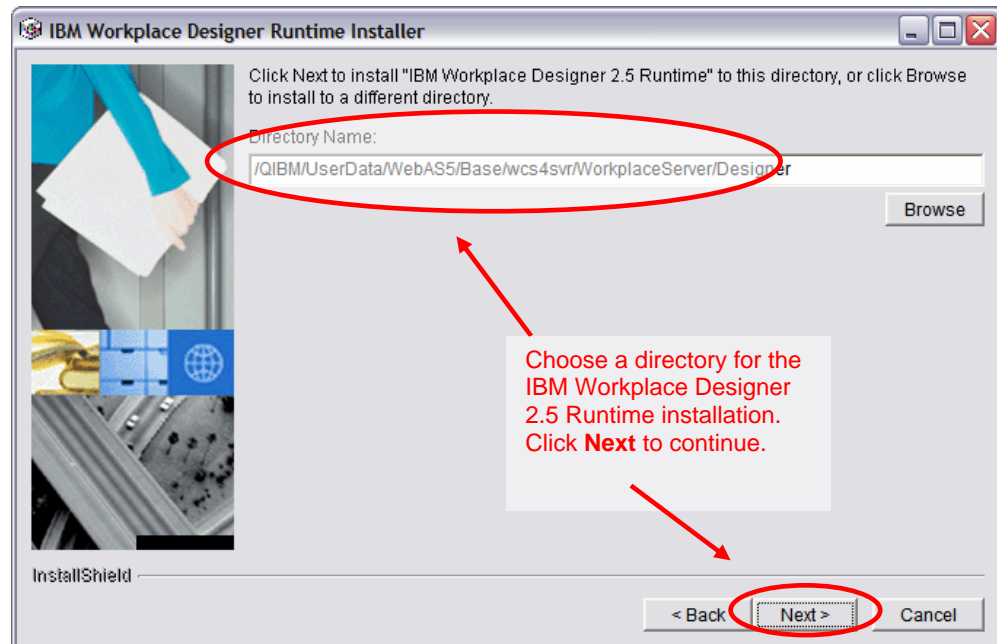 IBM Workplace Designer Runtime Installer
Click Next to install "IBM Workplace Designer 2.5 Runtime" to this directory, or click Browse
to install to a different directory.
Directory Name:
/QIBM/UserData/WebAS5/Base/wcs4svr/WorkplaceServer/Designer
Browse
Choose a directory for the
IBM Workplace Designer
2.5 Runtime installation.
Click Next to continue.
InstallShield
< Back Next > Cancel